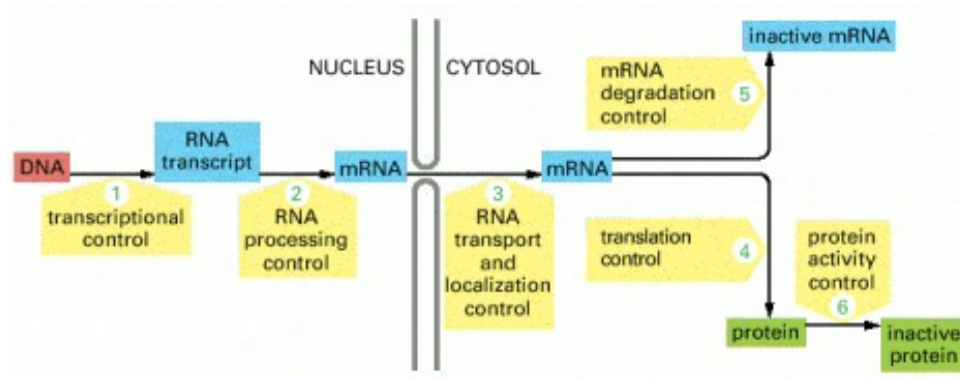 inactive mRNA
NUCLEUS
CYTOSOL
mRNA
degradation
control
5
DNA
RNA
transcript
mRNA
mRNA
1
transcriptional
control
2
RNA
processing
control
3
RNA
transport
and
localization
control
translation
control
4
protein
activity
control
6
protein
inactive
protein